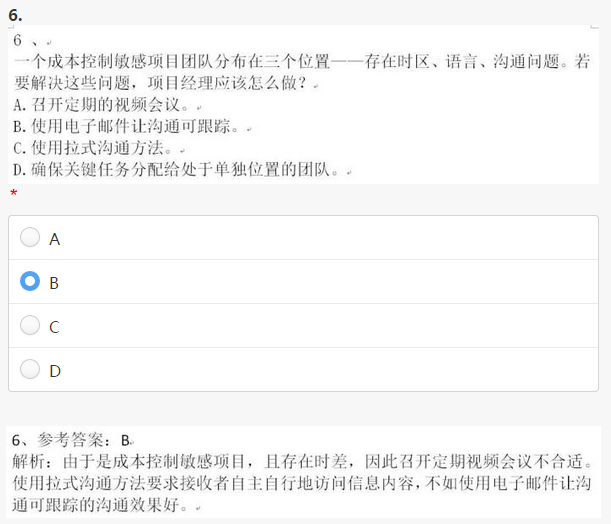 6.
6 、
一个成本控制敏感项目团队分布在三个位置——存在时区、语言、沟通问题。若
要解决这些问题，项目经理应该怎么做？
A.召开定期的视频会议。
B.使用电子邮件让沟通可跟踪。
C.使用拉式沟通方法。
D.确保关键任务分配给处于单独位置的团队。
*
A
B
C
D
6、参考答案：B
解析：由于是成本控制敏感项目，且存在时差，因此召开定期视频会议不合适。
使用拉式沟通方法要求接收者自主自行地访问信息内容，不如使用电子邮件让沟
通可跟踪的沟通效果好。